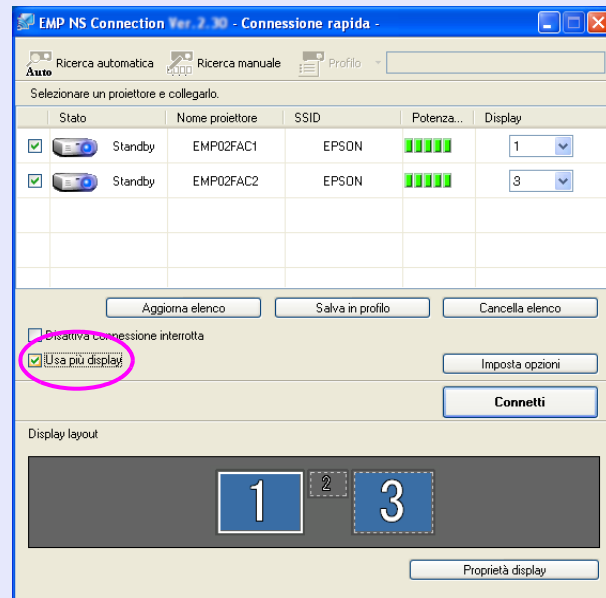 EMP NS Connection Ver.2.30 - Connessione rapida -
Auto Ricerca automatica Ricerca manuale Profilo
Selezionare un proiettore e collegarlo.
Stato Nome proiettore SSID Potenza... Display
Standby EMP02FAC1 EPSON 1
Standby EMP02FAC2 EPSON 3
Aggiorna elenco Salva in profilo Cancella elenco
Disattiva connessione interrotta
Usa più display Imposta opzioni
Connetti
Display layout
1 2 3
Proprietà display